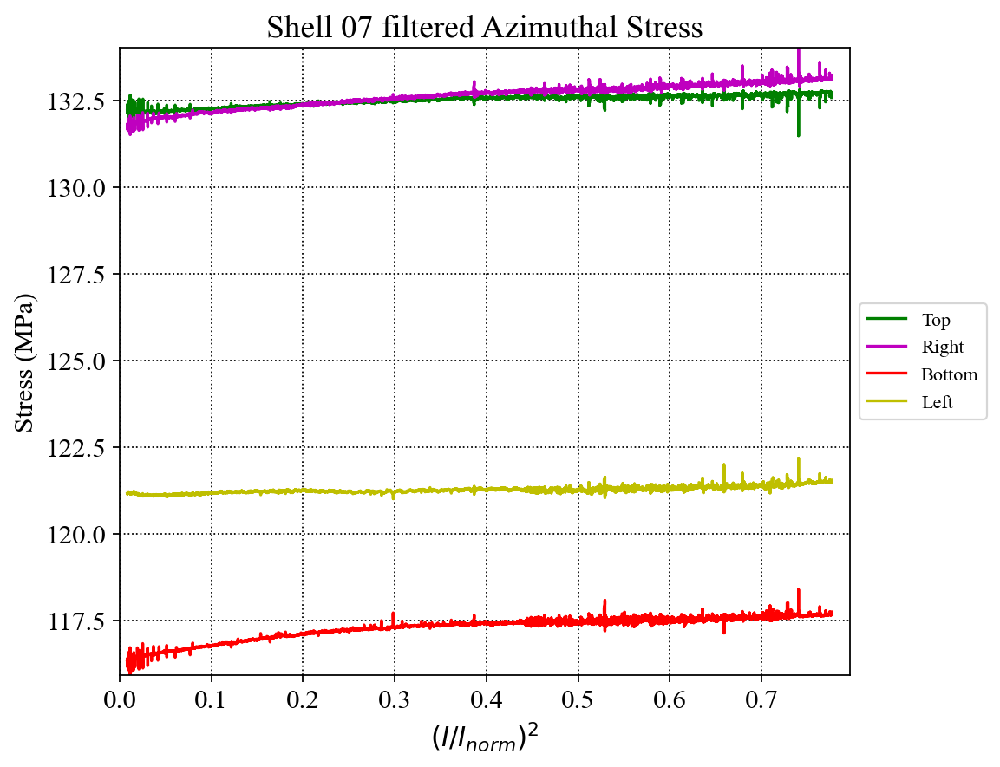 Shell 07 filtered Azimuthal Stress
132.5
130.0
127.5
125.0
122.5
120.0
117.5
Stress (MPa)
0.0 0.1 0.2 0.3 0.4 0.5 0.6 0.7
(I/I_norm)²
Top
Right
Bottom
Left